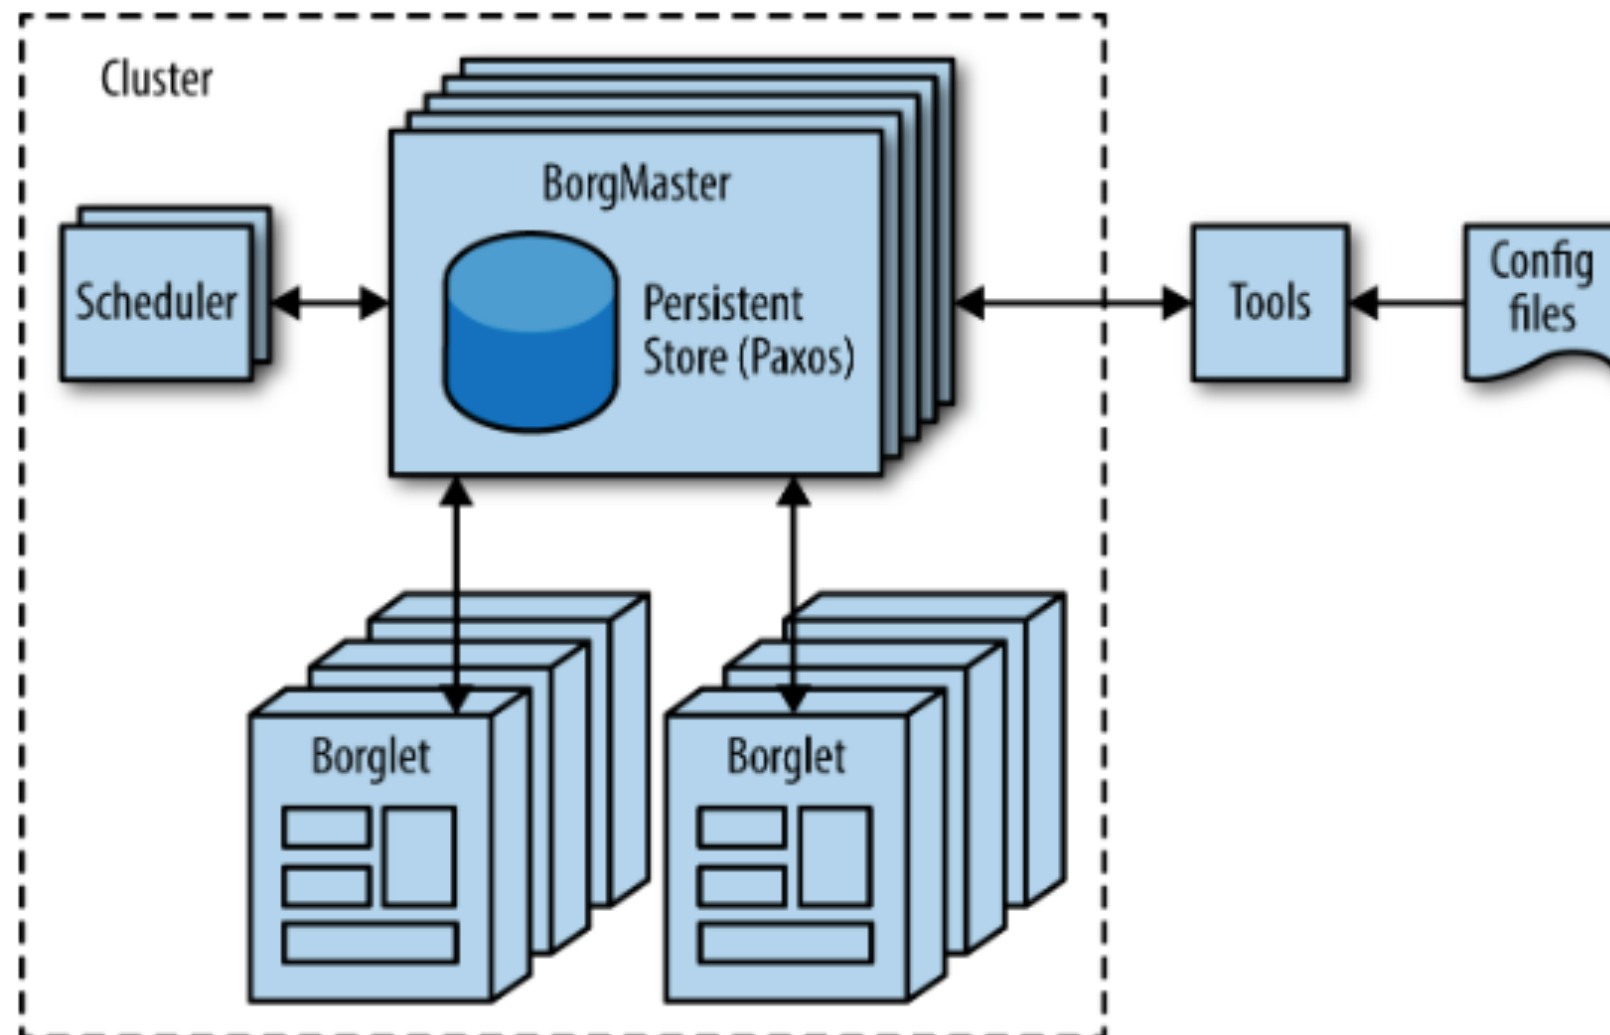 Cluster
BorgMaster
Scheduler
Persistent
Store (Paxos)
Tools
Config
files
Borglet
Borglet